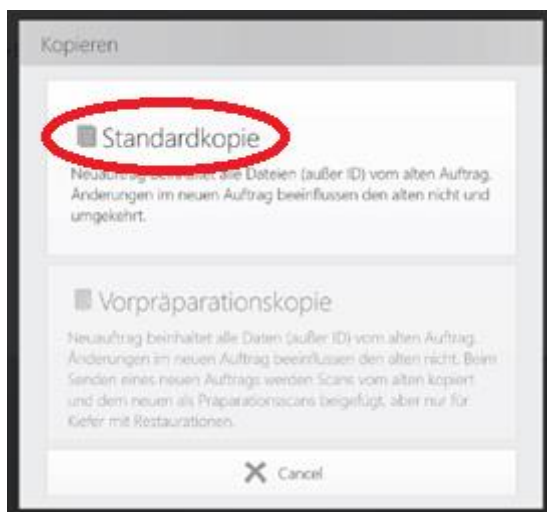 Kopieren
Standardkopie
Neuauftrag beinhaltet alle Dateien (außer ID) vom alten Auftrag.
Änderungen im neuen Auftrag beeinflussen den alten nicht und
umgekehrt.
Vorpräparationskopie
Neuauftrag beinhaltet alle Daten (außer ID) vom alten Auftrag.
Änderungen im neuen Auftrag beeinflussen den alten nicht. Beim
Senden eines neuen Auftrags werden Scans vom alten kopiert
und dem neuen als Präparationsscans beigefügt, aber nur für
Kiefer mit Restaurationen.
Cancel